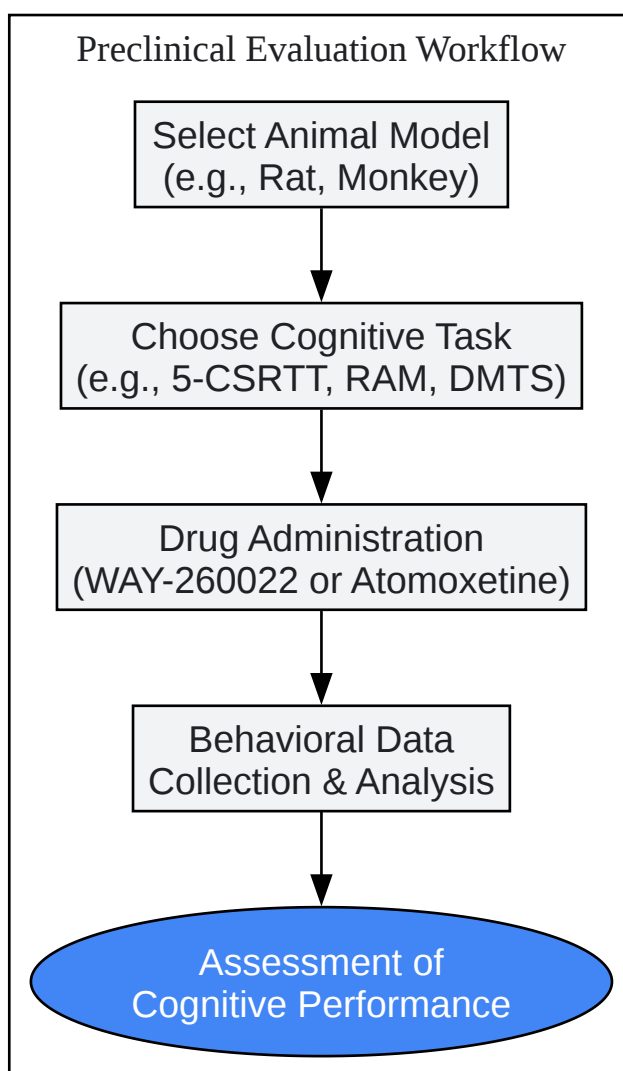 Preclinical Evaluation Workflow
Select Animal Model
(e.g., Rat, Monkey)
Choose Cognitive Task
(e.g., 5-CSRTT, RAM, DMTS)
Drug Administration
(WAY-260022 or Atomoxetine)
Behavioral Data
Collection & Analysis
Assessment of
Cognitive Performance